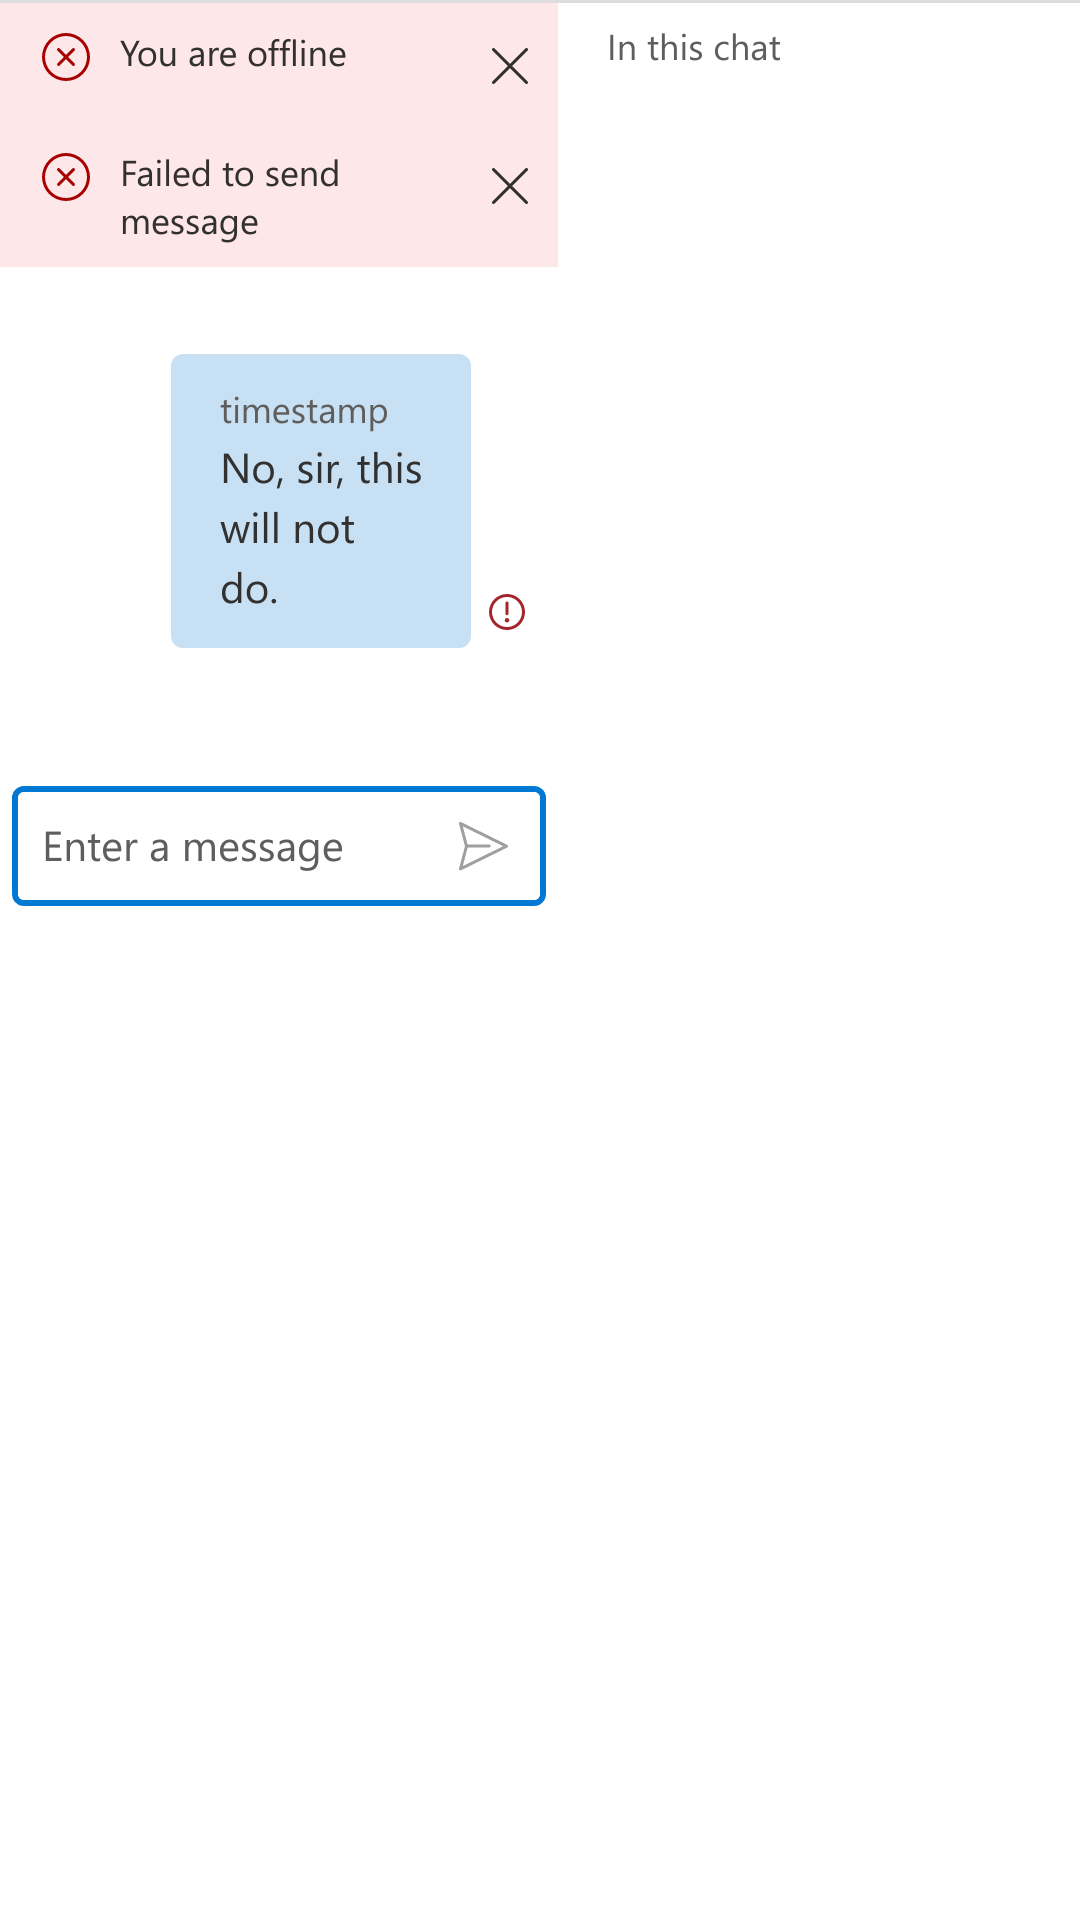 You are offline
Failed to send
message
In this chat
timestamp
No, sir, this
will not
do.
Enter a message